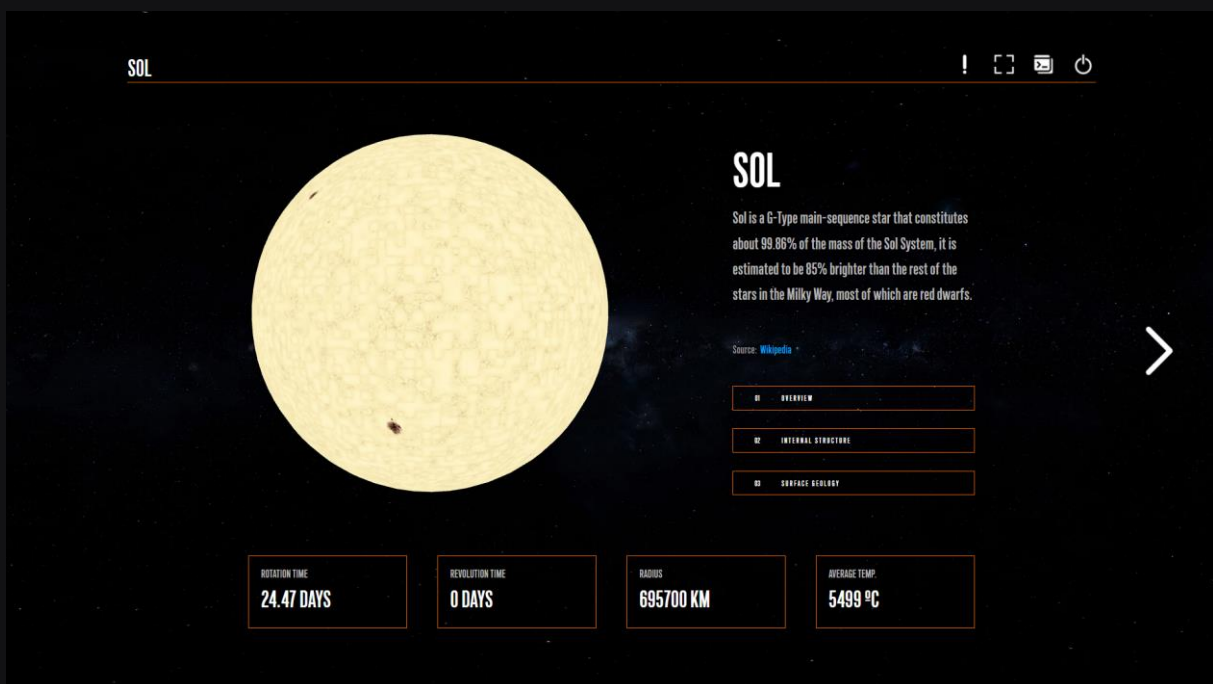 SOL
SOL
Sol is a G-Type main-sequence star that constitutes
about 99.86% of the mass of the Sol System, it is
estimated to be 85% brighter than the rest of the
stars in the Milky Way, most of which are red dwarfs.
Source: Wikipedia
01 OVERVIEW
02 INTERNAL STRUCTURE
03 SURFACE GEOLOGY
ROTATION TIME
24.47 DAYS
REVOLUTION TIME
0 DAYS
RADIUS
695700 KM
AVERAGE TEMP.
5499 ºC